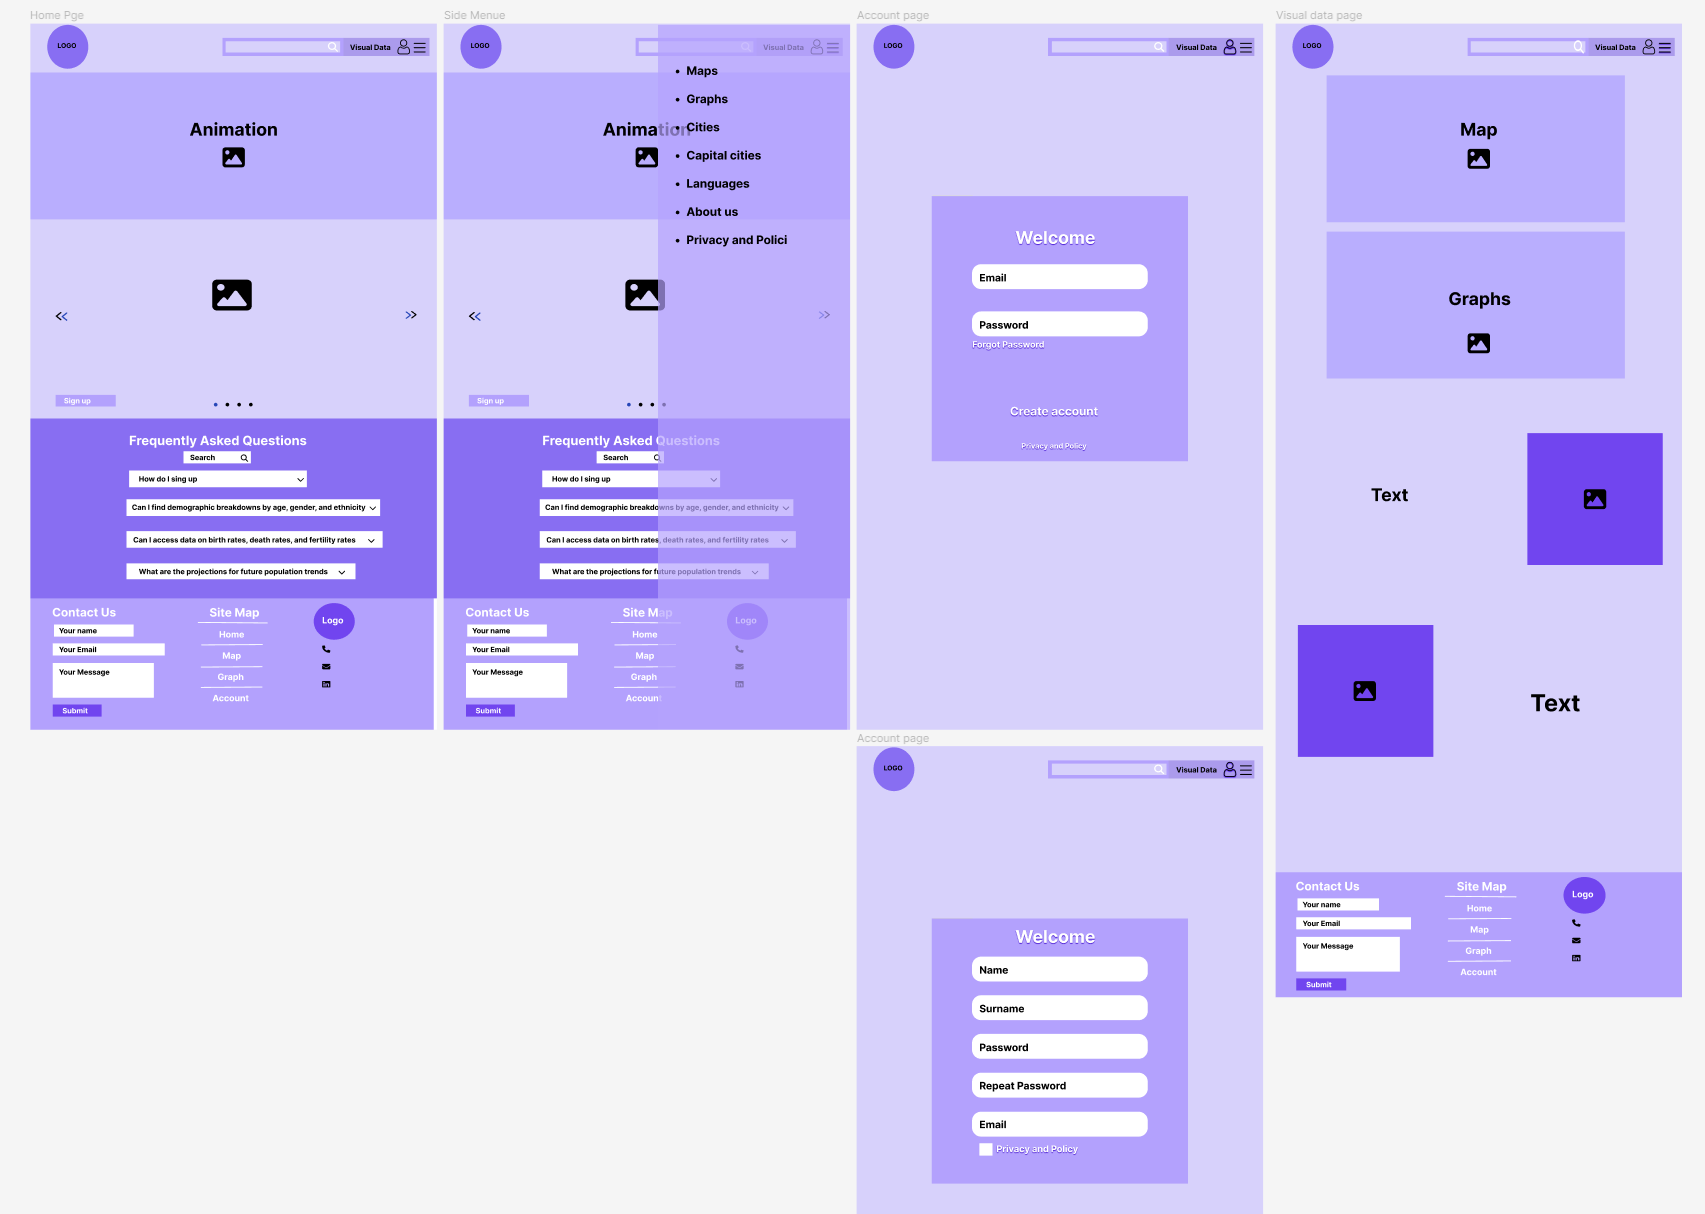 Home Pge
LOGO
Visual Data
Animation
Sign up
Frequently Asked Questions
Search
How do I sing up
Can I find demographic breakdowns by age, gender, and ethnicity
Can I access data on birth rates, death rates, and fertility rates
What are the projections for future population trends
Contact Us
Your name
Your Email
Your Message
Submit
Site Map
Home
Map
Graph
Account
Logo
Side Menue
LOGO
Visual Data
Maps
Graphs
Cities
Capital cities
Languages
About us
Privacy and Polici
Animation
Sign up
Frequently Asked Questions
Search
How do I sing up
Can I find demographic breakdowns by age, gender, and ethnicity
Can I access data on birth rates, death rates, and fertility rates
What are the projections for future population trends
Contact Us
Your name
Your Email
Your Message
Submit
Site Map
Home
Map
Graph
Account
Logo
Account page
LOGO
Visual Data
Welcome
Email
Password
Forgot Password
Create account
Privacy and Policy
Account page
LOGO
Visual Data
Welcome
Name
Surname
Password
Repeat Password
Email
Privacy and Policy
Visual data page
LOGO
Visual Data
Map
Graphs
Text
Text
Contact Us
Your name
Your Email
Your Message
Submit
Site Map
Home
Map
Graph
Account
Logo